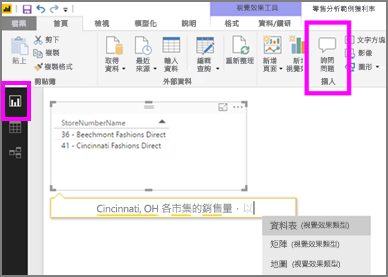 視覺效果工具
零售分析範例獲利率
檔案
首頁
檢視
模型化
說明
格式
資料/鑽研
貼上
剪下
複製
複製格式
剪貼簿
取得
資料
最近
來源
輸入
資料
編輯
查詢
外部資料
重新整理
新增
頁面
新增
視覺效果
詢問
問題
文字方塊
影像
圖形
插入
StoreNumberName
36 - Beechmont Fashions Direct
41 - Cincinnati Fashions Direct
Cincinnati, OH 各市集的銷售量，以
資料表 (視覺效果類型)
矩陣 (視覺效果類型)
地圖 (視覺效果類型)